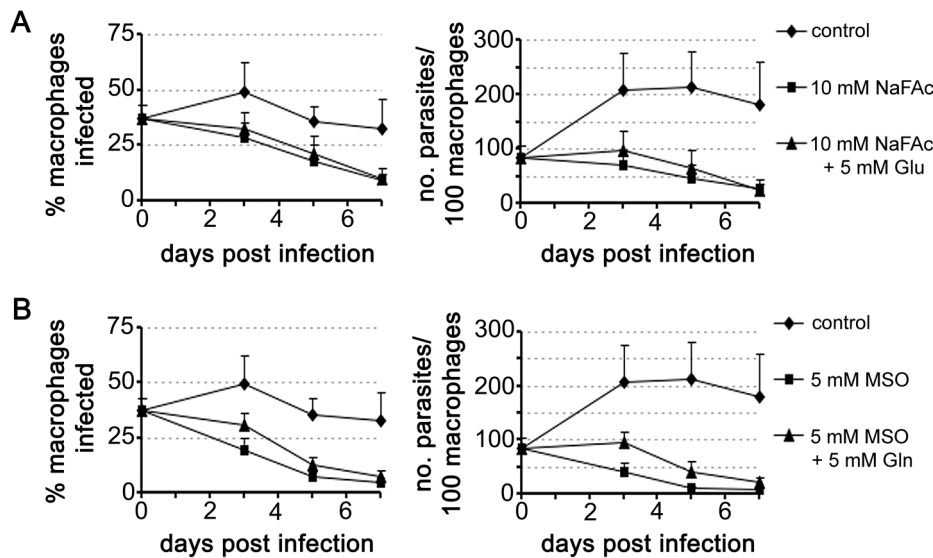 A
% macrophages
infected
75
50
25
0
0
2
4
6
days post infection
no. parasites/
100 macrophages
300
200
100
0
0
2
4
6
days post infection
control
10 mM NaFAc
10 mM NaFAc
+ 5 mM Glu
B
% macrophages
infected
75
50
25
0
0
2
4
6
days post infection
no. parasites/
100 macrophages
300
200
100
0
0
2
4
6
days post infection
control
5 mM MSO
5 mM MSO
+ 5 mM Gln